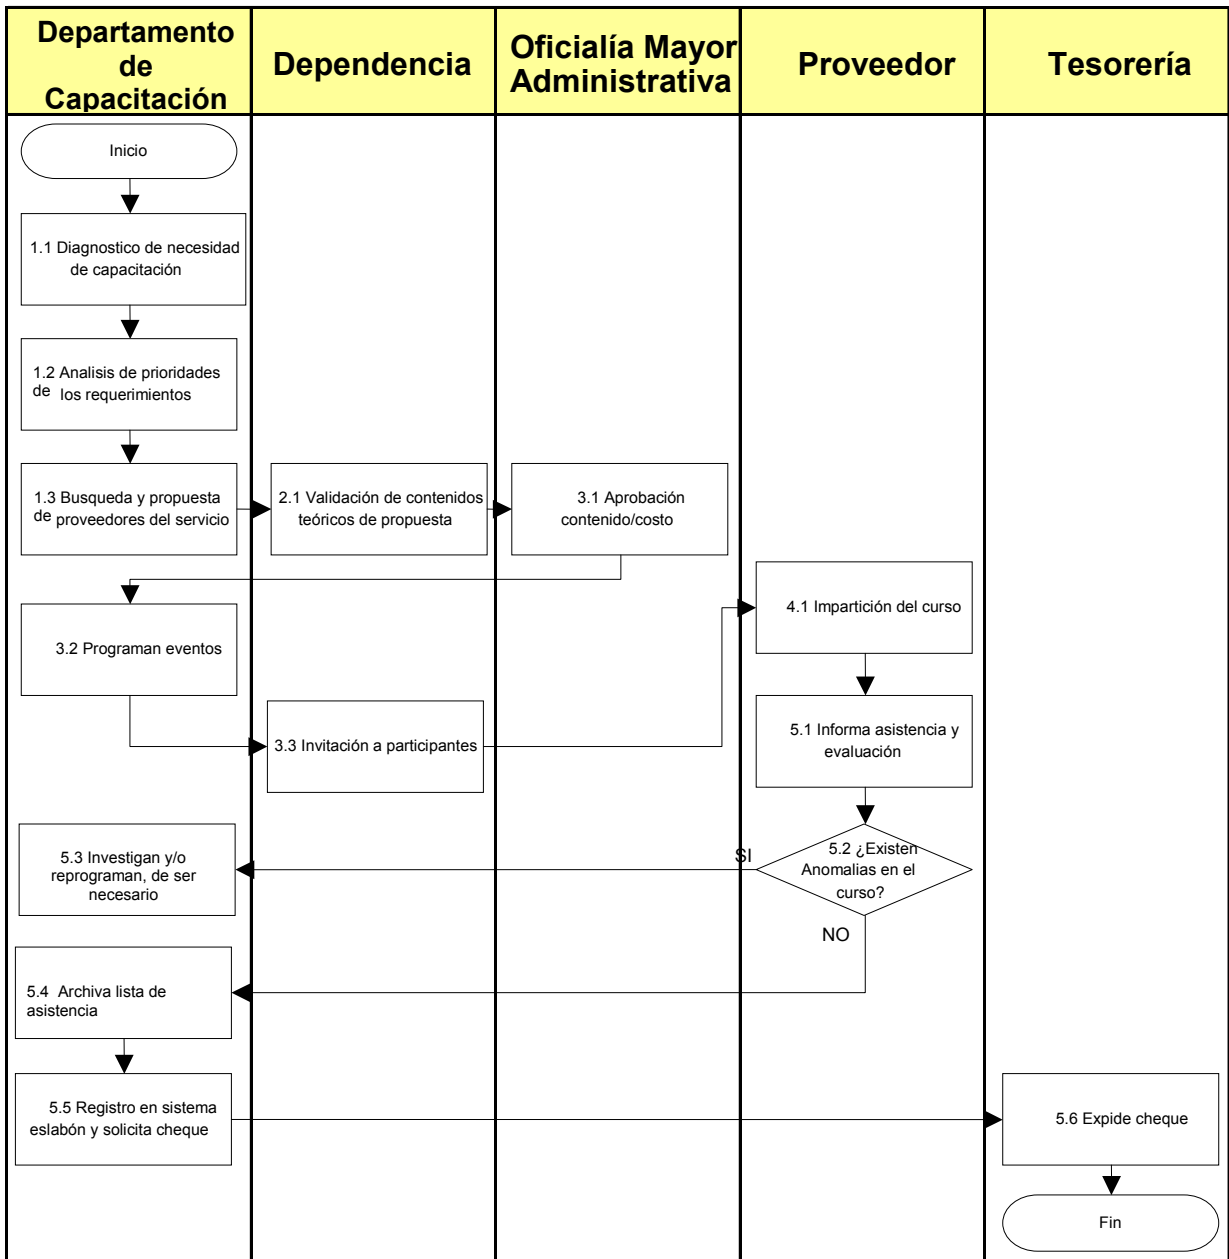 Departamento
de
Capacitación
Dependencia
Oficialía Mayor
Administrativa
Proveedor
Tesorería
Inicio
1.1 Diagnostico de necesidad
de capacitación
1.2 Analisis de prioridades
de los requerimientos
1.3 Busqueda y propuesta
de proveedores del servicio
2.1 Validación de contenidos
teóricos de propuesta
3.1 Aprobación
contenido/costo
3.2 Programan eventos
3.3 Invitación a participantes
4.1 Impartición del curso
5.1 Informa asistencia y
evaluación
5.2 ¿Existen
Anomalias en el
curso?
SI
NO
5.3 Investigan y/o
reprograman, de ser
necesario
5.4 Archiva lista de
asistencia
5.5 Registro en sistema
eslabón y solicita cheque
5.6 Expide cheque
Fin